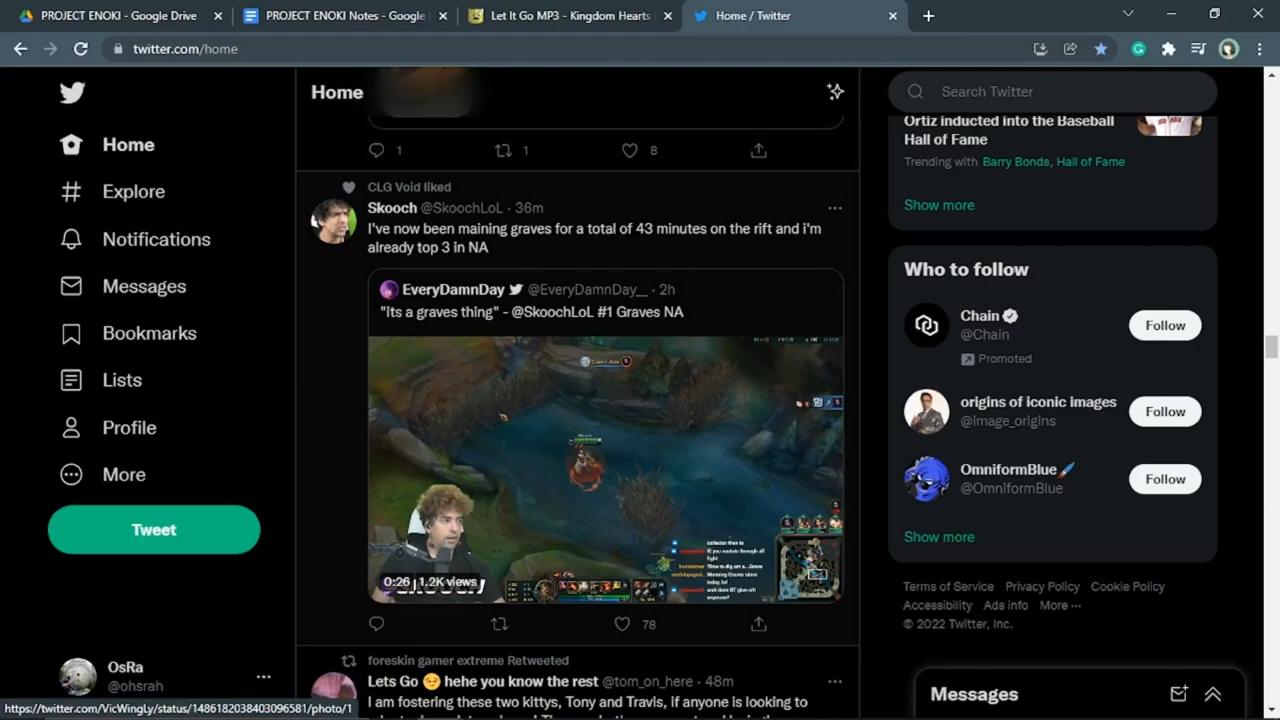 PROJECT ENOKI - Google Drive
PROJECT ENOKI Notes - Google
Let It Go MP3 - Kingdom Hearts
Home / Twitter
twitter.com/home
Home
Explore
Notifications
Messages
Bookmarks
Lists
Profile
More
Tweet
OsRa
@ohsrah
https://twitter.com/VicWingLy/status/1486182038403096581/photo/1
Home
1
1
8
CLG Void liked
Skooch @SkoochLoL · 36m
I've now been maining graves for a total of 43 minutes on the rift and i'm
already top 3 in NA
EveryDamnDay @EveryDamnDay__ · 2h
"Its a graves thing" - @SkoochLoL #1 Graves NA
0:26 | 1.2K views
78
foreskin gamer extreme Retweeted
Lets Go 😏 hehe you know the rest @tom_on_here · 48m
I am fostering these two kittys, Tony and Travis, If anyone is looking to
Search Twitter
Ortiz inducted into the Baseball
Hall of Fame
Trending with Barry Bonds, Hall of Fame
Show more
Who to follow
Chain
@Chain
Promoted
Follow
origins of iconic images
@image_origins
Follow
OmniformBlue🖌️
@OmniformBlue
Follow
Show more
Terms of Service Privacy Policy Cookie Policy
Accessibility Ads info More ···
© 2022 Twitter, Inc.
Messages